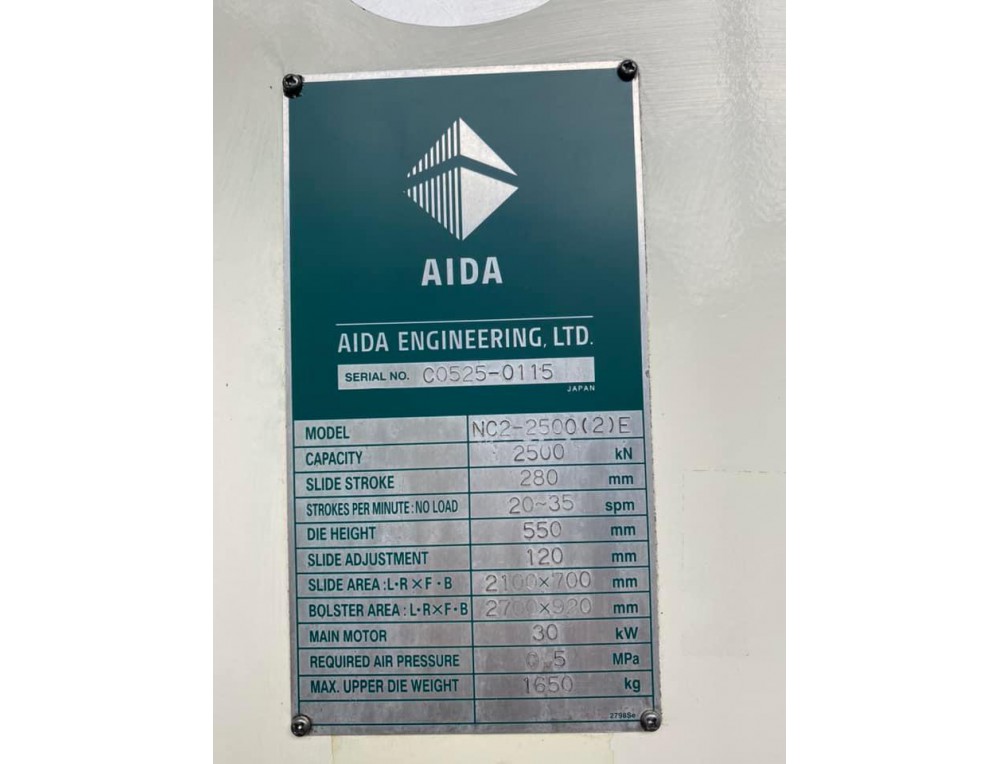 AIDA
AIDA ENGINEERING, LTD.
SERIAL NO. C0525-0115
JAPAN
MODEL NC2-2500(2)E
CAPACITY 2500 kN
SLIDE STROKE 280 mm
STROKES PER MINUTE: NO LOAD 20~35 spm
DIE HEIGHT 550 mm
SLIDE ADJUSTMENT 120 mm
SLIDE AREA: L·R×F·B 2100×700 mm
BOLSTER AREA: L·R×F·B mm
MAIN MOTOR 30 kW
REQUIRED AIR PRESSURE 0.5 MPa
MAX. UPPER DIE WEIGHT 1650 kg